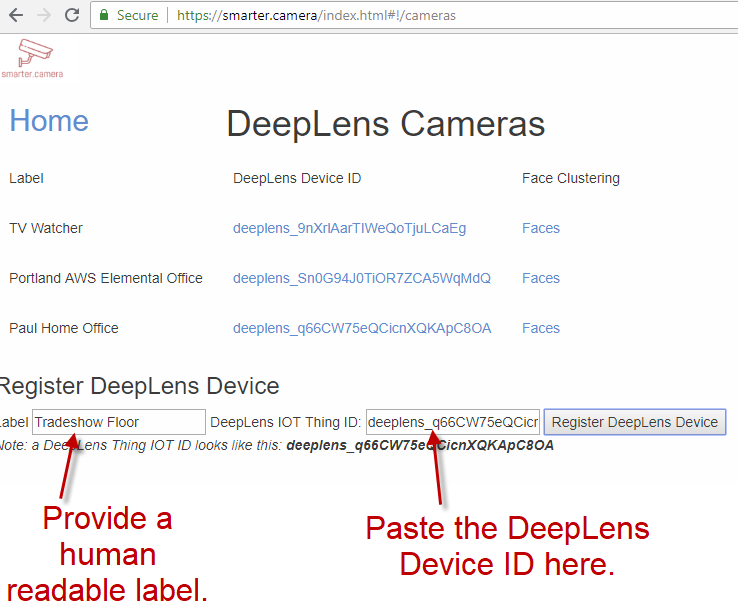 Secure https://smarter.camera/index.html#!/cameras
smarter.camera
Home DeepLens Cameras
Label DeepLens Device ID Face Clustering
TV Watcher deeplens_9nXrlAarTIWeQoTjuLCaEg Faces
Portland AWS Elemental Office deeplens_Sn0G94J0TiOR7ZCA5WqMdQ Faces
Paul Home Office deeplens_q66CW75eQCicnXQKApC8OA Faces
Register DeepLens Device
Label Tradeshow Floor DeepLens IOT Thing ID: deeplens_q66CW75eQCicr Register DeepLens Device
Note: a DeepLens Thing IOT ID looks like this: deeplens_q66CW75eQCicnXQKApC8OA
Provide a
human
readable label.
Paste the DeepLens
Device ID here.